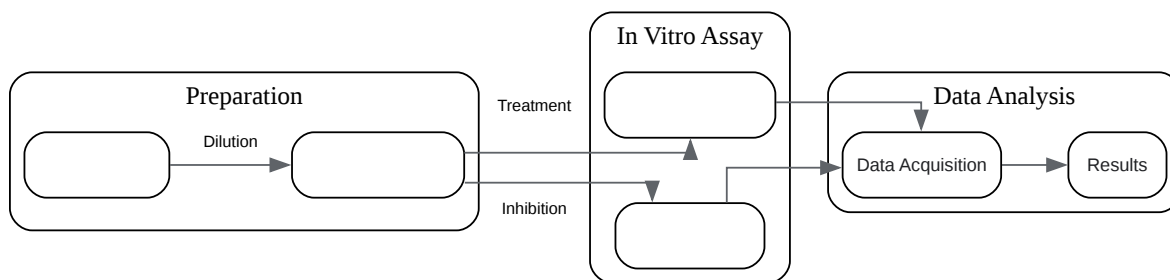 Preparation
Dilution
Treatment
Inhibition
In Vitro Assay
Data Analysis
Data Acquisition
Results